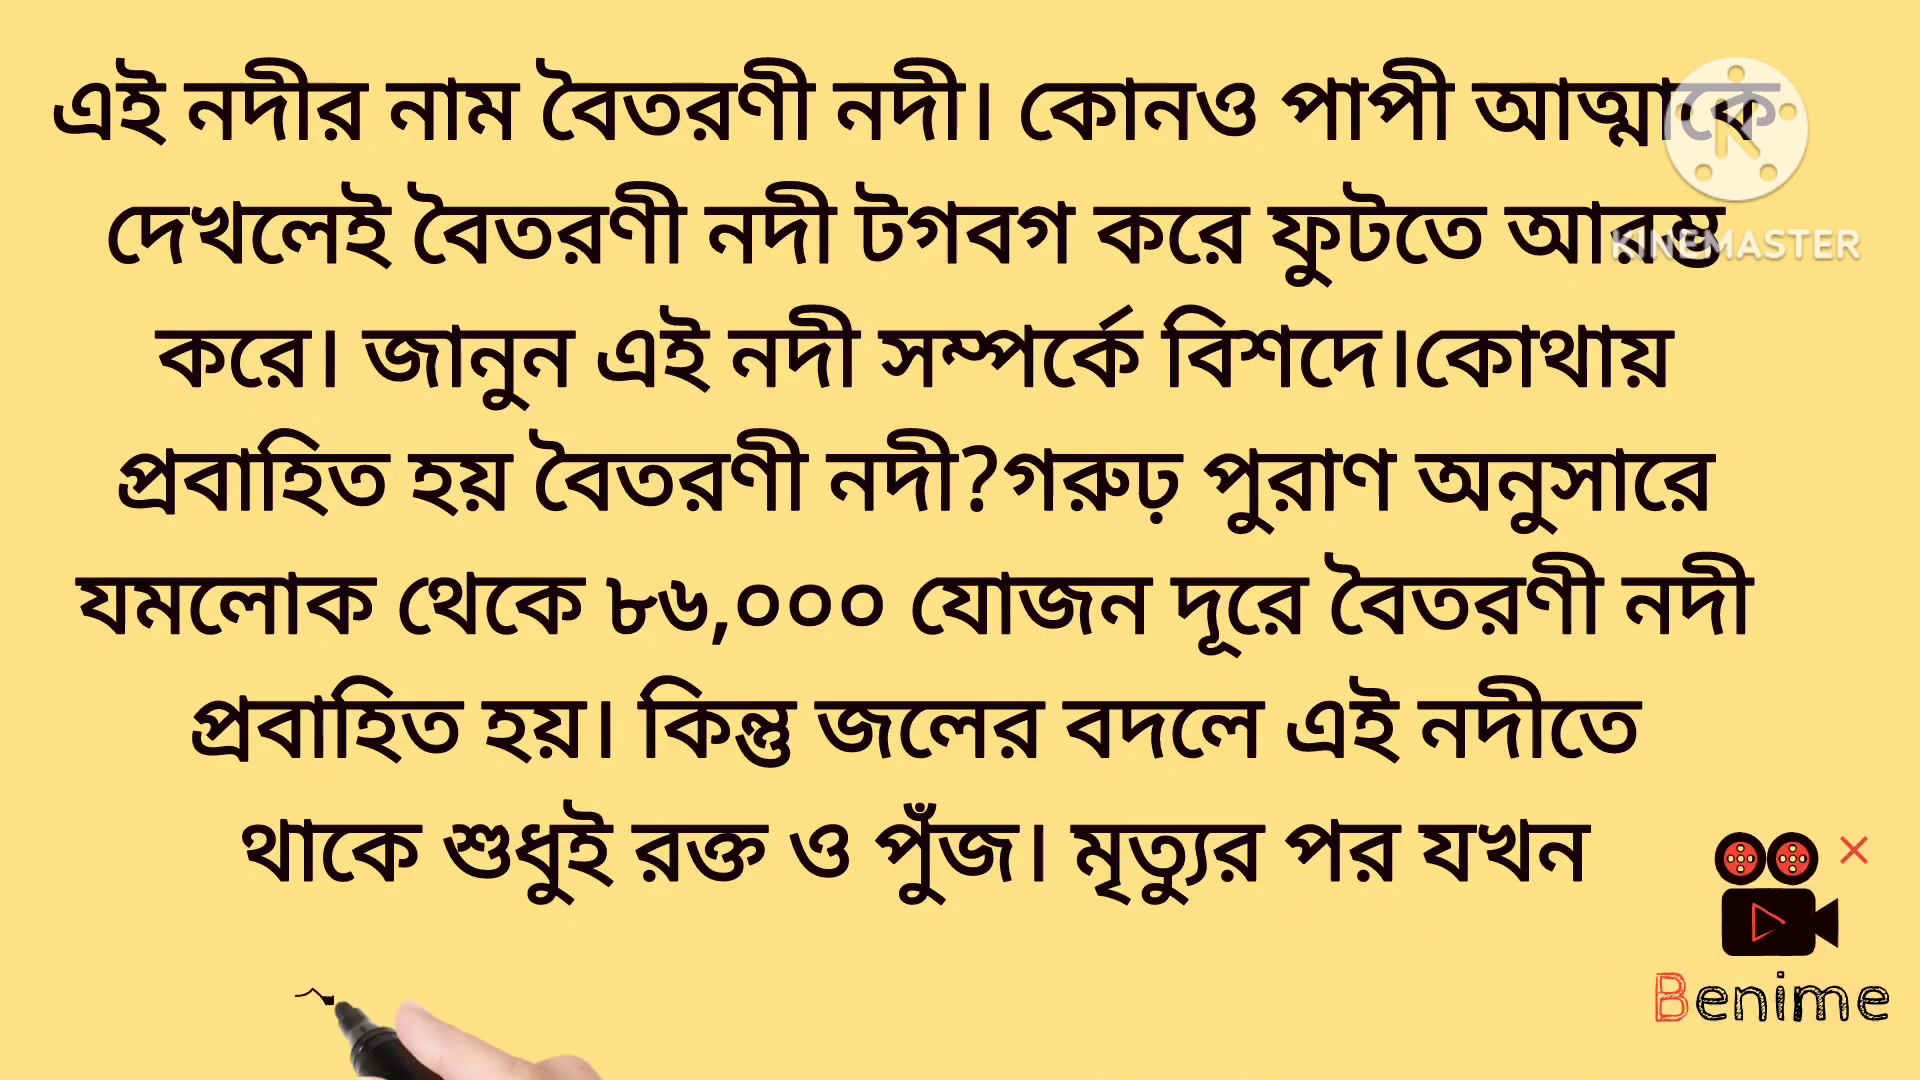 এই নদীর নাম বৈতরণী নদী। কোনও পাপী আত্মাকে
দেখলেই বৈতরণী নদী টগবগ করে ফুটতে আরম্ভ
করে। জানুন এই নদী সম্পর্কে বিশদে।কোথায়
প্রবাহিত হয় বৈতরণী নদী?গরুঢ় পুরাণ অনুসারে
যমলোক থেকে ৮৬,০০০ যোজন দূরে বৈতরণী নদী
প্রবাহিত হয়। কিন্তু জলের বদলে এই নদীতে
থাকে শুধুই রক্ত ও পুঁজ। মৃত্যুর পর যখন
KINEMASTER
Benime